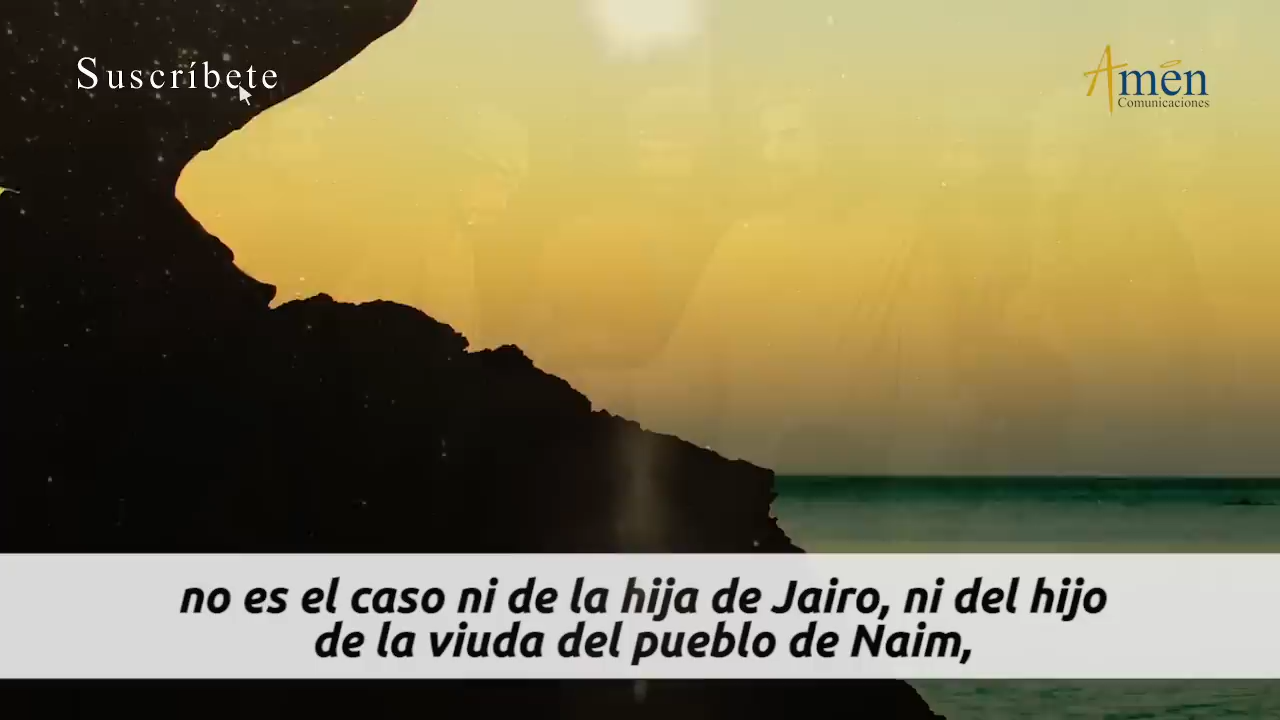 Suscríbete
Amén
Comunicaciones
no es el caso ni de la hija de Jairo, ni del hijo
de la viuda del pueblo de Naim,